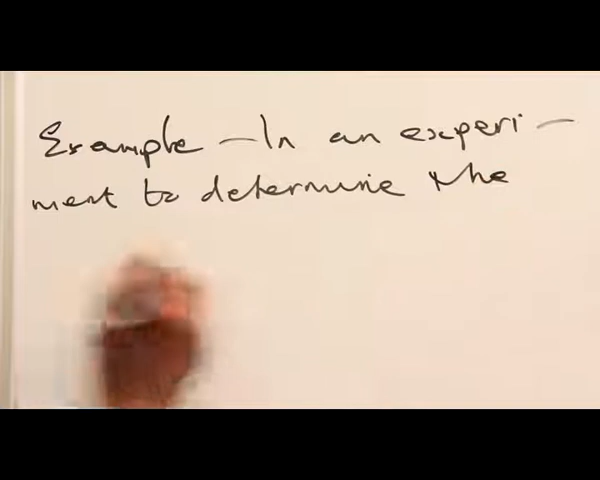 Example - In an experi-
ment to determine the